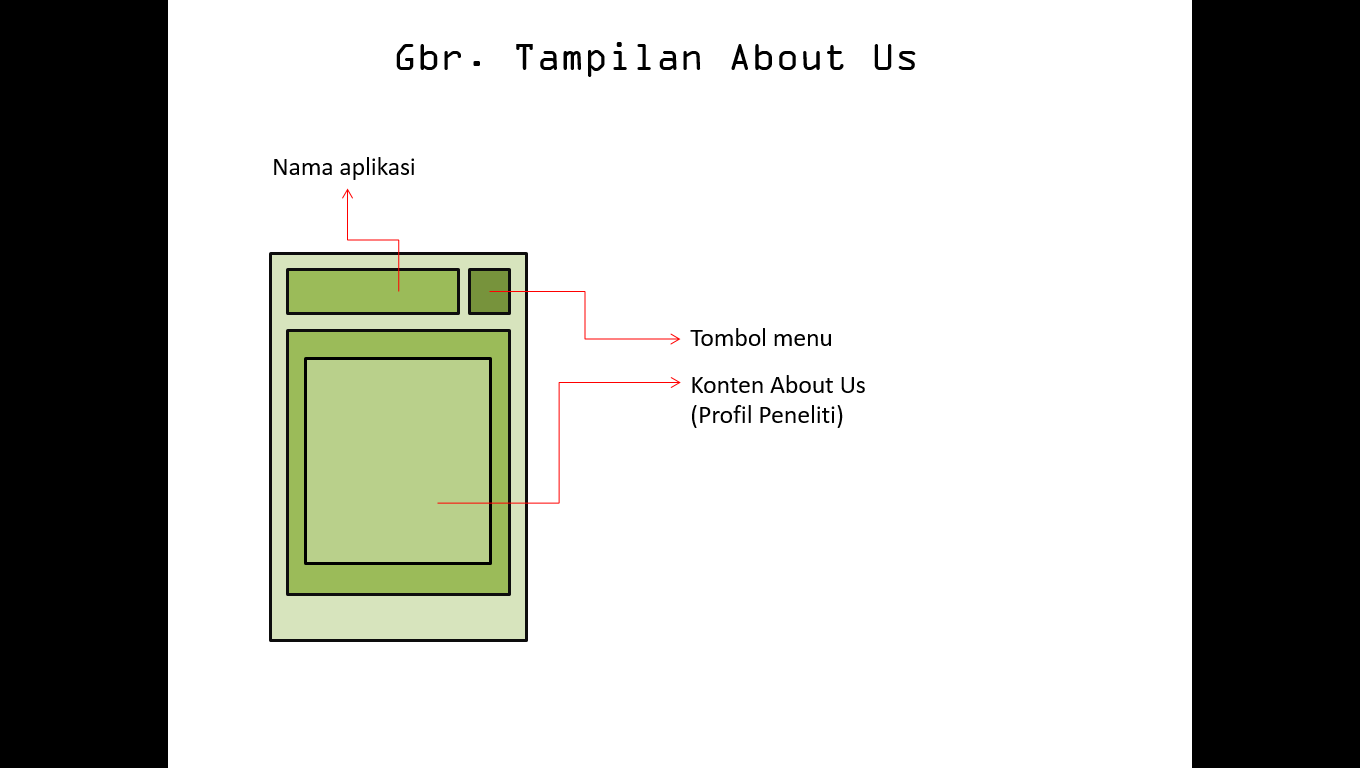 Gbr. Tampilan About Us
Nama aplikasi
Tombol menu
Konten About Us
(Profil Peneliti)